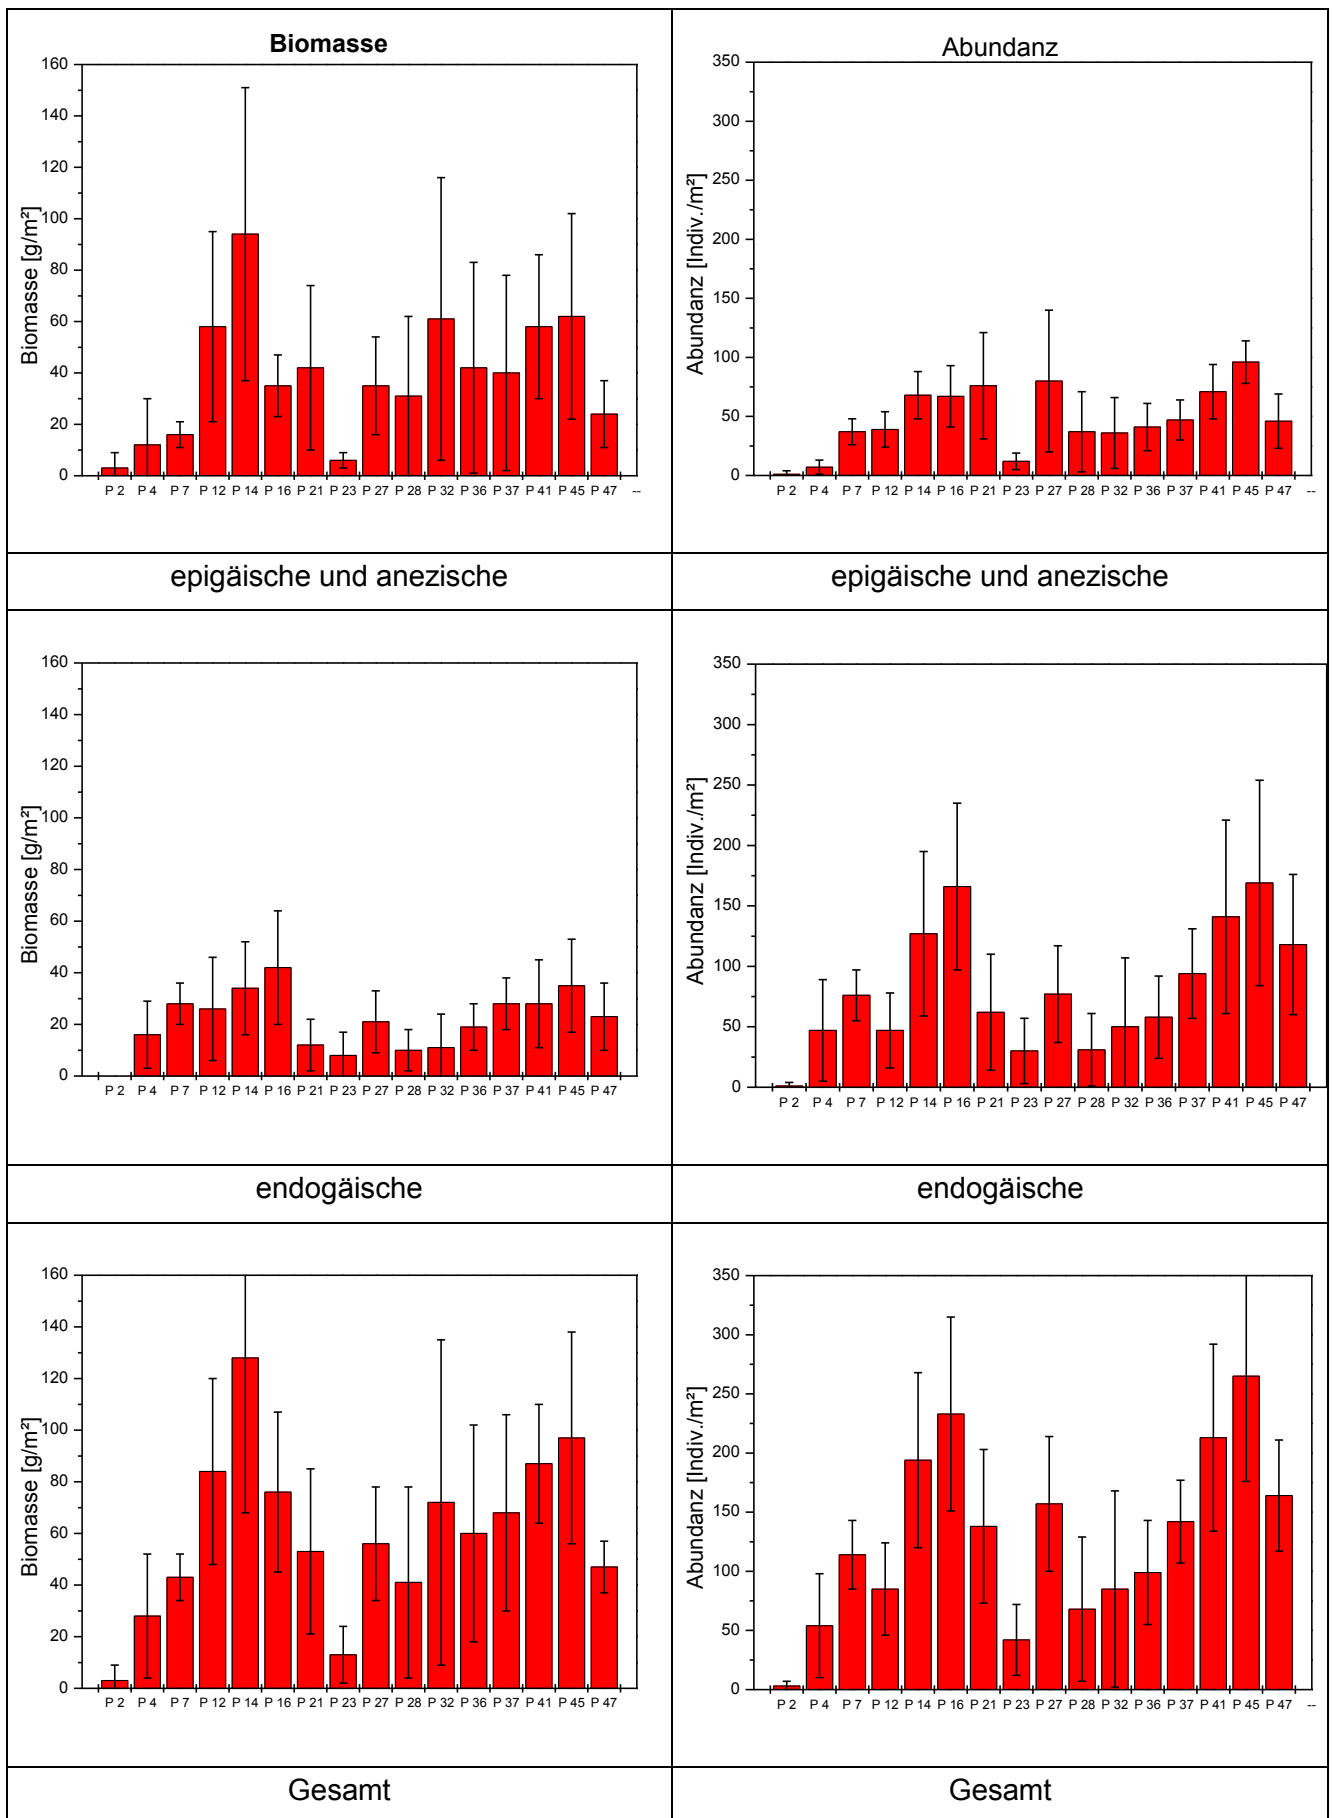 Biomasse
160
140
120
100
80
60
40
20
0
Biomasse [g/m²]
P 2 P 4 P 7 P 12 P 14 P 16 P 21 P 23 P 27 P 28 P 32 P 36 P 37 P 41 P 45 P 47 --
Abundanz
350
300
250
200
150
100
50
0
Abundanz [Indiv./m²]
P 2 P 4 P 7 P 12 P 14 P 16 P 21 P 23 P 27 P 28 P 32 P 36 P 37 P 41 P 45 P 47 --
epigäische und anezische
epigäische und anezische
160
140
120
100
80
60
40
20
0
Biomasse [g/m²]
P 2 P 4 P 7 P 12 P 14 P 16 P 21 P 23 P 27 P 28 P 32 P 36 P 37 P 41 P 45 P 47
350
300
250
200
150
100
50
0
Abundanz [Indiv./m²]
P 2 P 4 P 7 P 12 P 14 P 16 P 21 P 23 P 27 P 28 P 32 P 36 P 37 P 41 P 45 P 47
endogäische
endogäische
160
140
120
100
80
60
40
20
0
Biomasse [g/m²]
P 2 P 4 P 7 P 12 P 14 P 16 P 21 P 23 P 27 P 28 P 32 P 36 P 37 P 41 P 45 P 47
350
300
250
200
150
100
50
0
Abundanz [Indiv./m²]
P 2 P 4 P 7 P 12 P 14 P 16 P 21 P 23 P 27 P 28 P 32 P 36 P 37 P 41 P 45 P 47 --
Gesamt
Gesamt